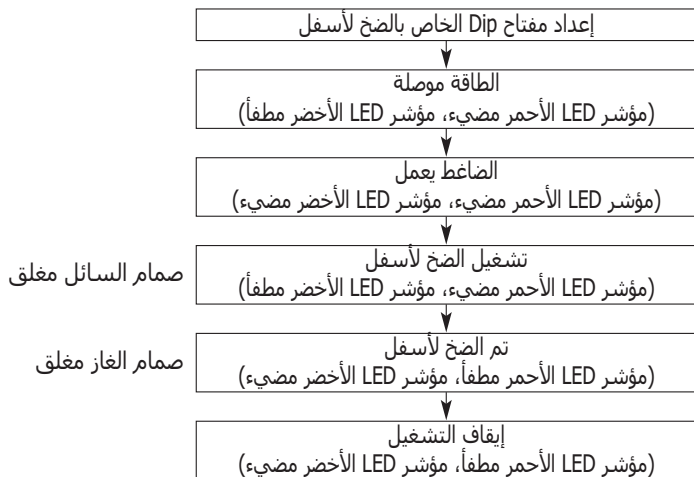 إعداد مفتاح Dip الخاص بالضخ لأسفل
الطاقة موصلة
(مؤشر LED الأحمر مضيء، مؤشر LED الأخضر مطفأ)
الضاغط يعمل
(مؤشر LED الأحمر مضيء، مؤشر LED الأخضر مضيء)
تشغيل الضخ لأسفل
(مؤشر LED الأحمر مضيء، مؤشر LED الأخضر مطفأ)
صمام السائل مغلق
تم الضخ لأسفل
(مؤشر LED الأحمر مطفأ، مؤشر LED الأخضر مضيء)
صمام الغاز مغلق
إيقاف التشغيل
(مؤشر LED الأحمر مطفأ، مؤشر LED الأخضر مضيء)